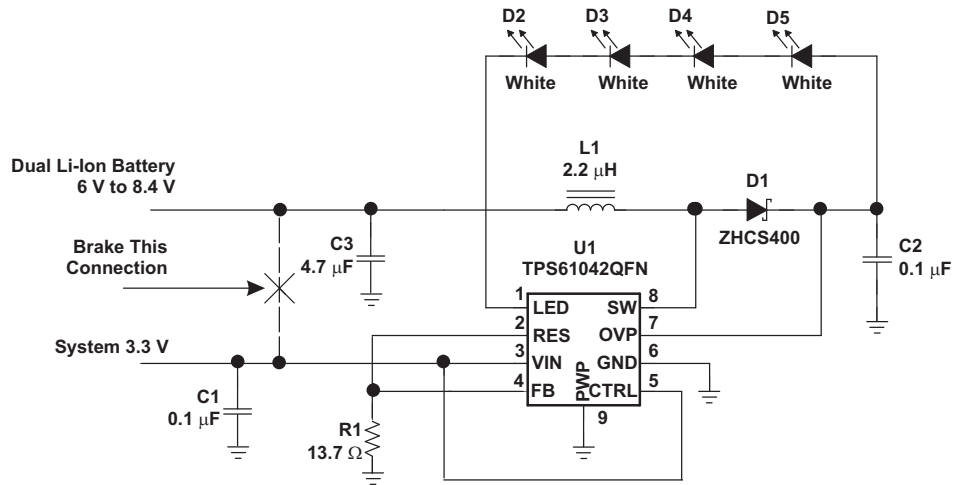 D2
D3
D4
D5
White
White
White
White
Dual Li-Ion Battery
6 V to 8.4 V
L1
2.2 µH
D1
ZHCS400
Brake This
Connection
C3
4.7 µF
U1
TPS61042QFN
C2
0.1 µF
1
LED
SW
8
2
RES
OVP
7
System 3.3 V
3
VIN
GND
6
4
FB
PWP
CTRL
5
9
C1
0.1 µF
R1
13.7 Ω